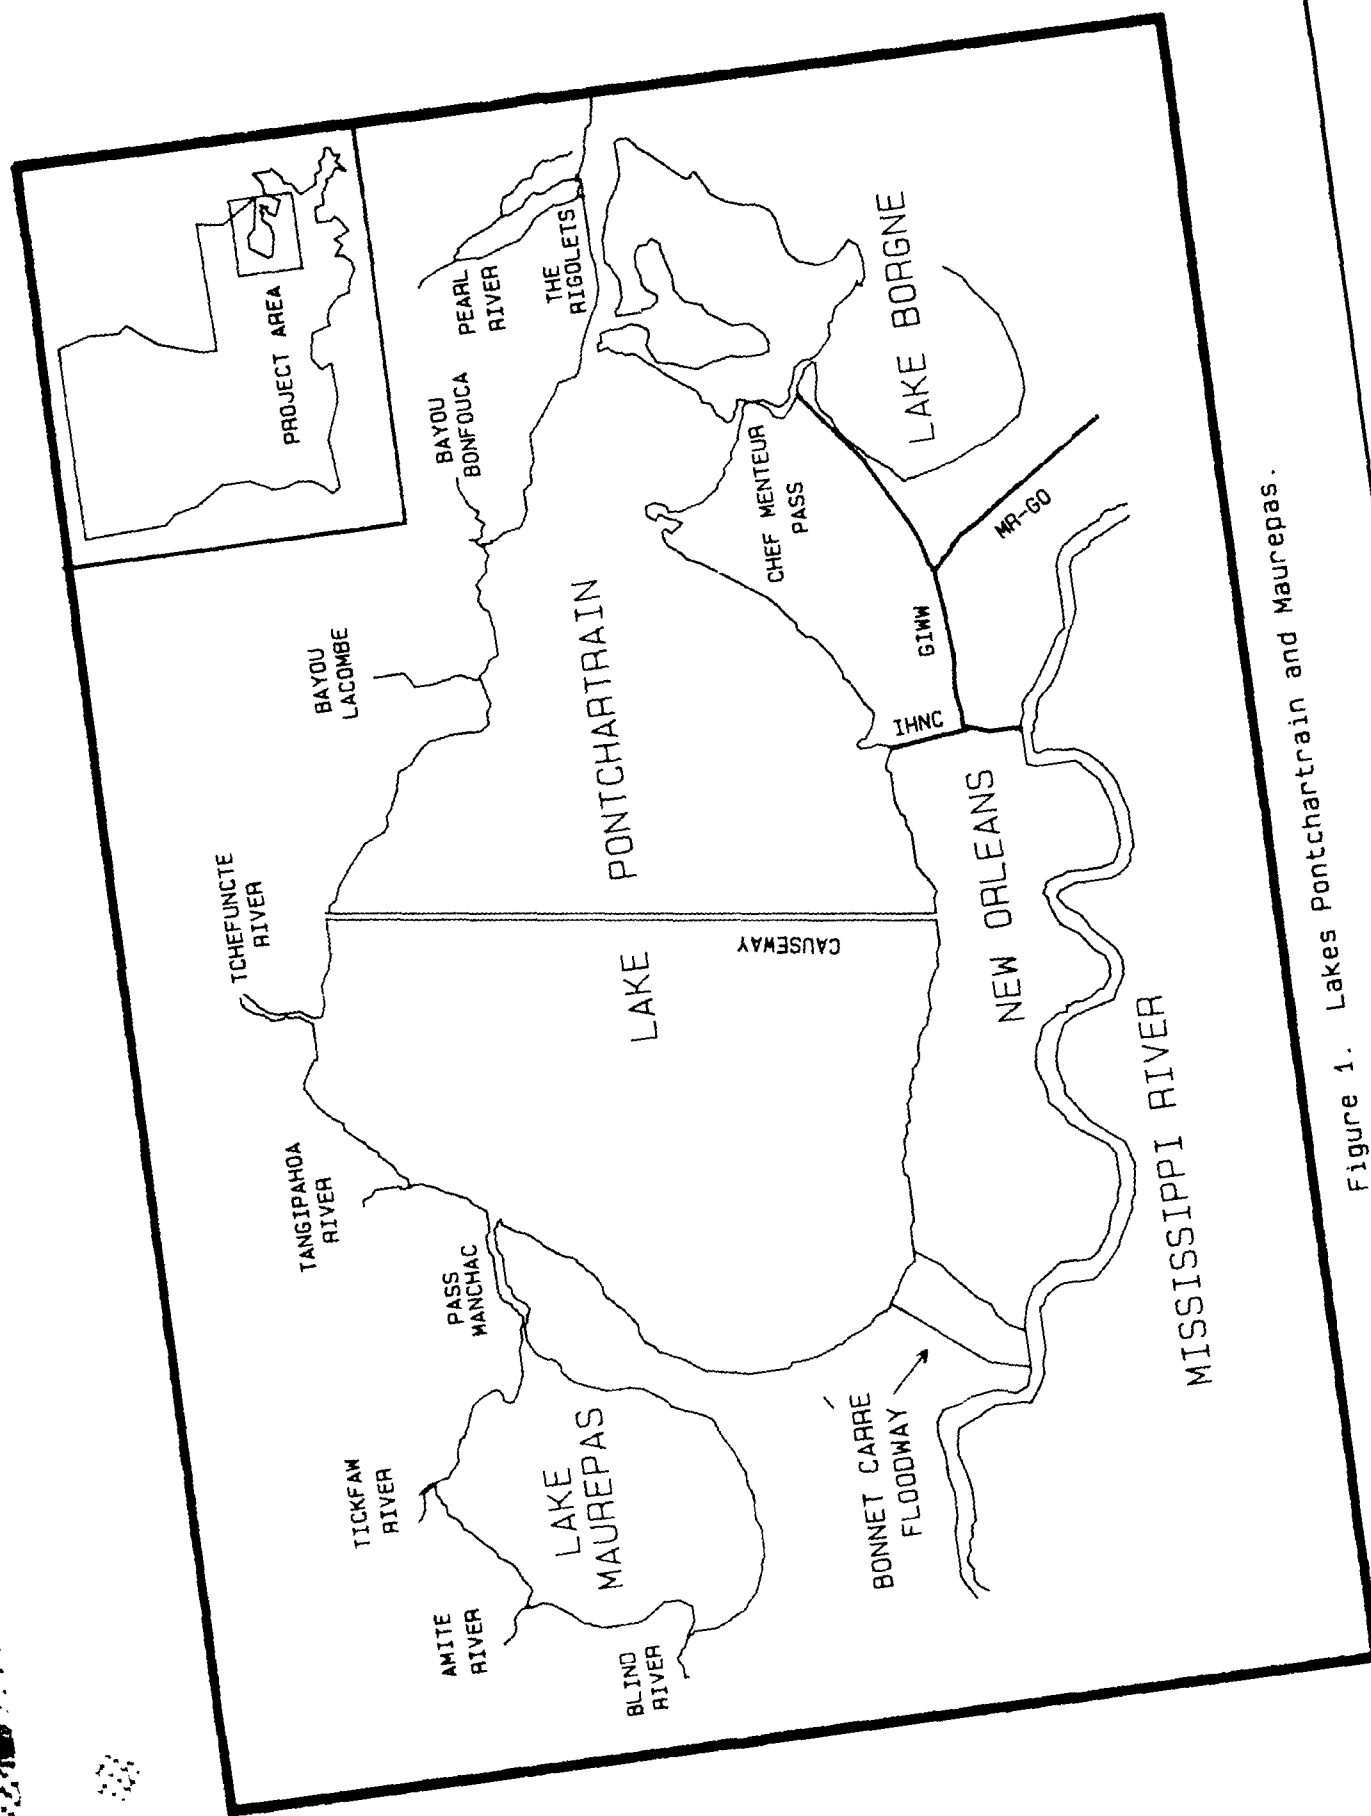 PROJECT AREA
PEARL
RIVER
THE
RIGOLETS
BAYOU
BONFOUCA
BAYOU
LACOMBE
TCHEFUNCTE
RIVER
TANGIPAHOA
RIVER
PASS
MANCHAC
TICKFAW
RIVER
AMITE
RIVER
BLIND
RIVER
LAKE
MAUREPAS
LAKE PONTCHARTRAIN
CAUSEWAY
CHEF MENTEUR
PASS
LAKE BORGNE
MR-GO
GIWW
IHNC
NEW ORLEANS
BONNET CARRE
FLOODWAY
MISSISSIPPI RIVER
Figure 1. Lakes Pontchartrain and Maurepas.